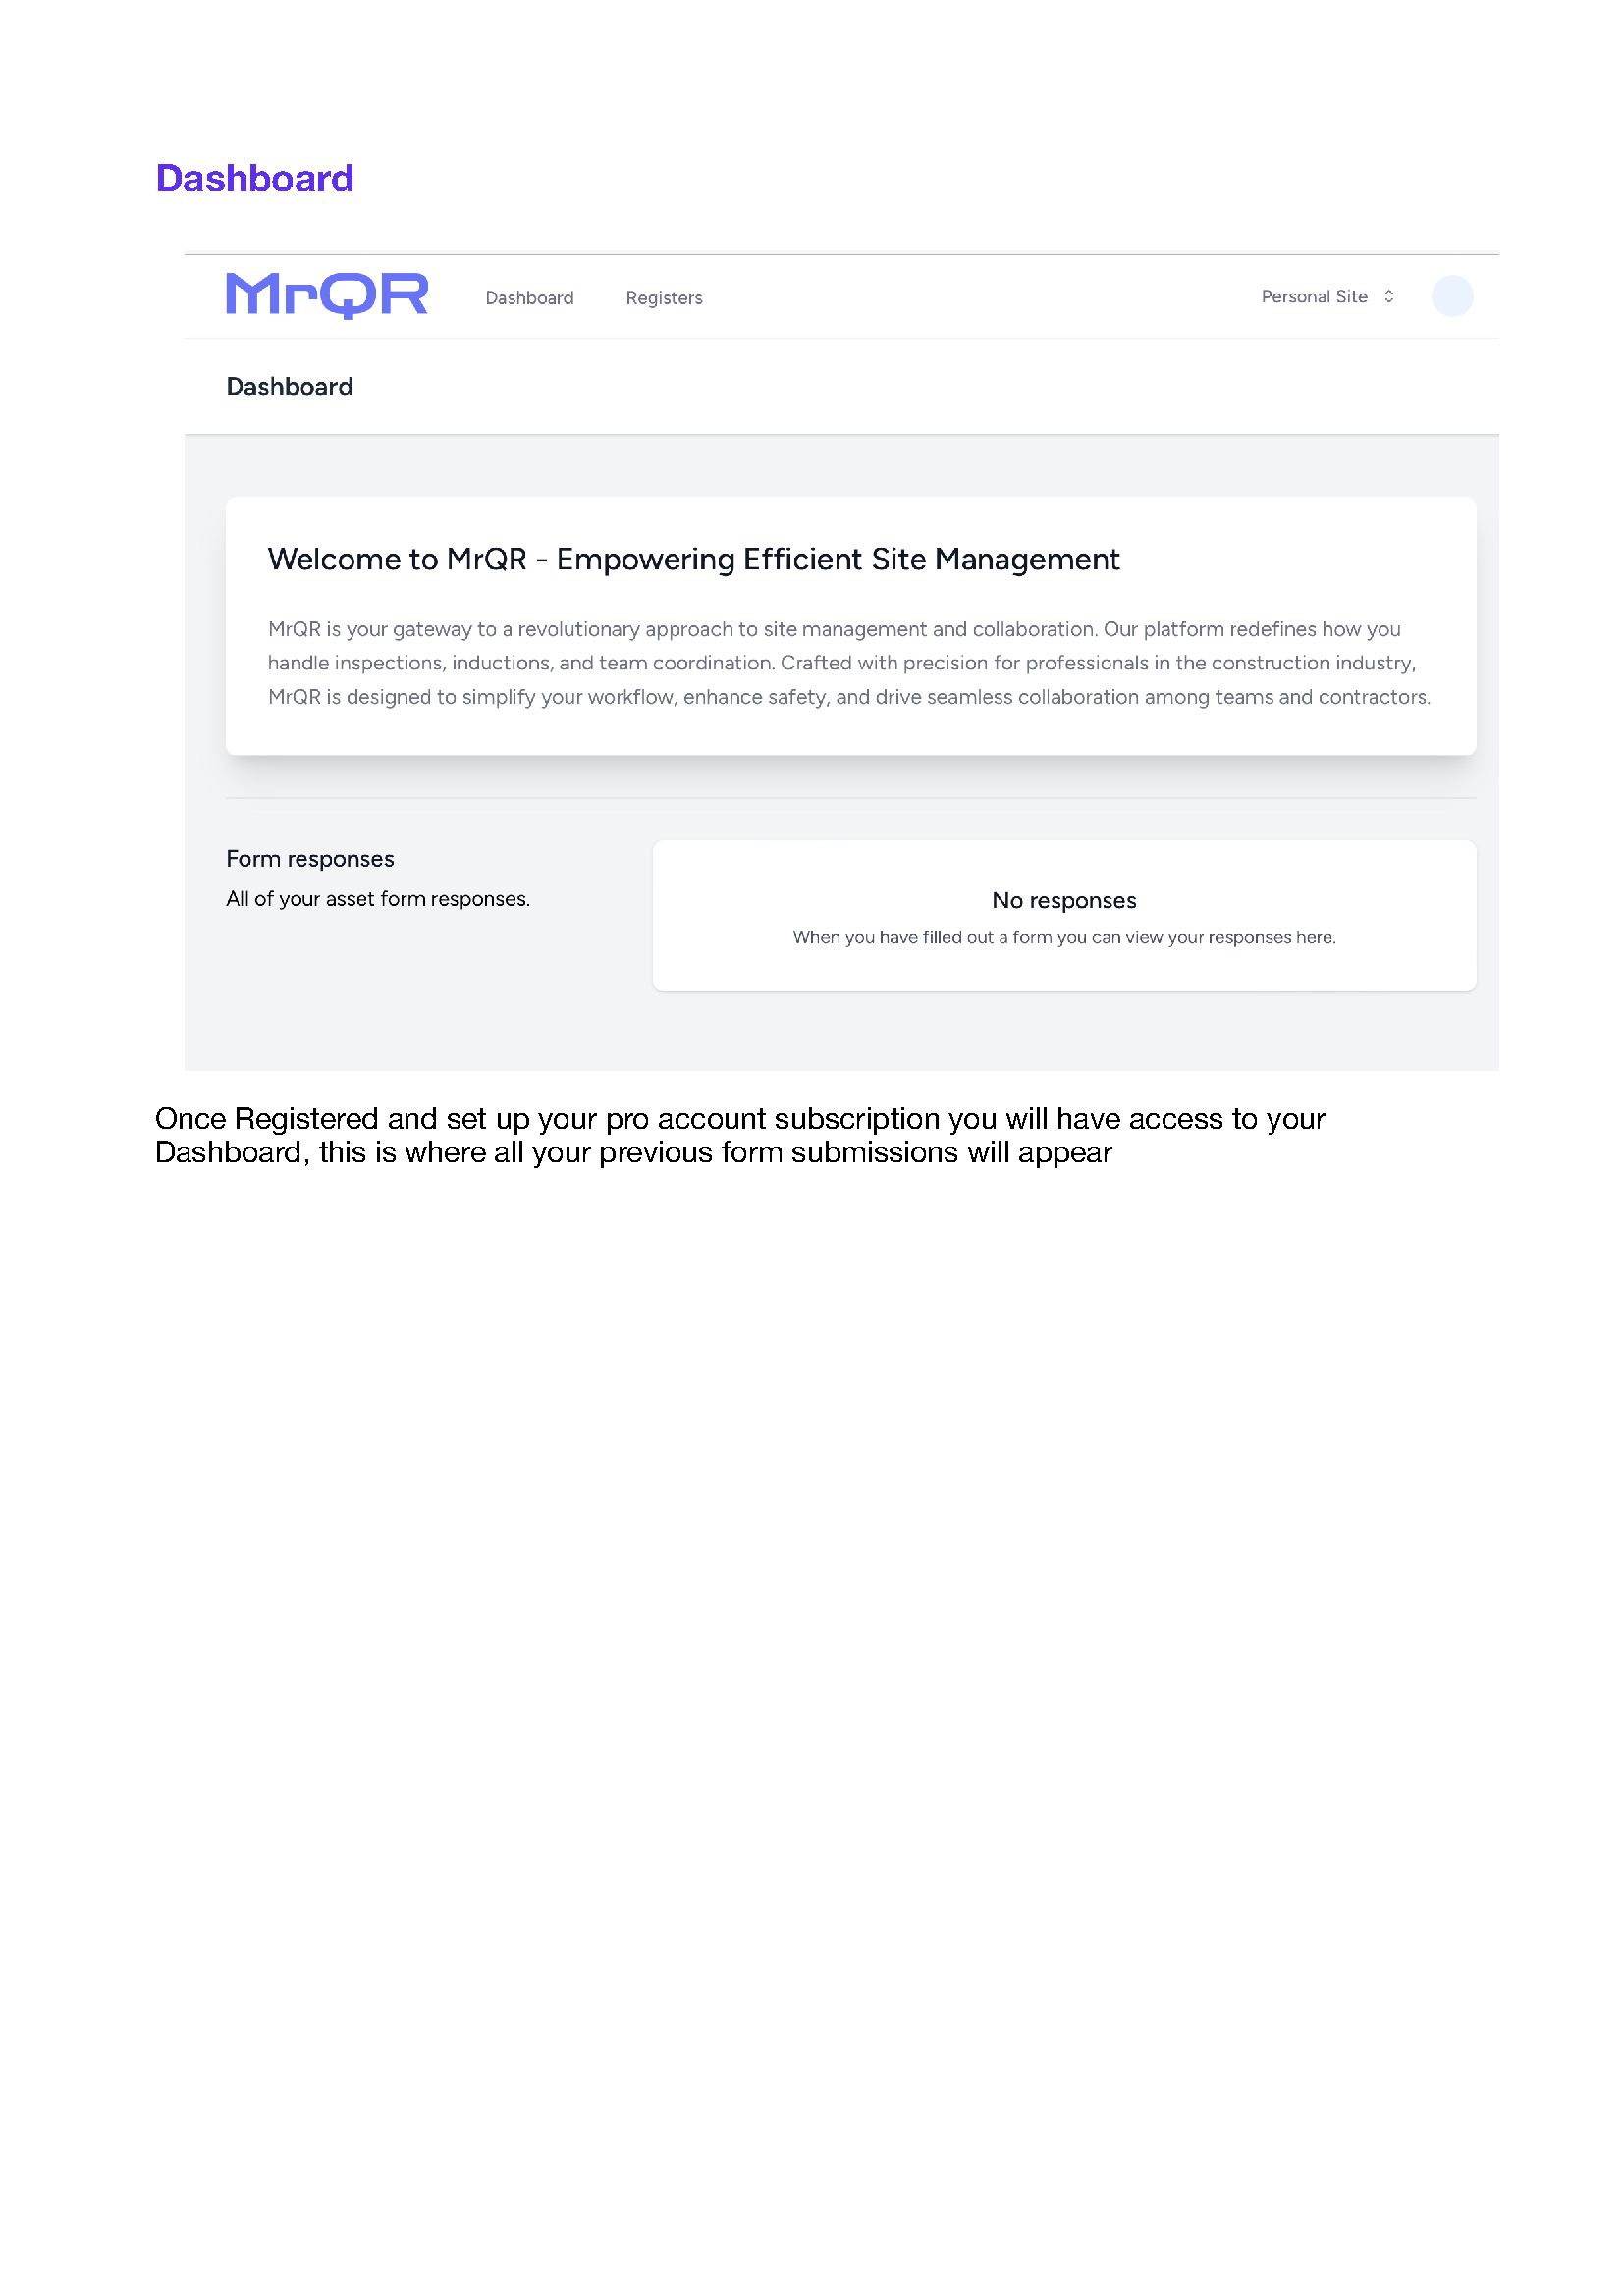 Dashboard
MrQR
Dashboard
Registers
Personal Site
Dashboard
Welcome to MrQR - Empowering Efficient Site Management
MrQR is your gateway to a revolutionary approach to site management and collaboration. Our platform redefines how you
handle inspections, inductions, and team coordination. Crafted with precision for professionals in the construction industry,
MrQR is designed to simplify your workflow, enhance safety, and drive seamless collaboration among teams and contractors.
Form responses
All of your asset form responses.
No responses
When you have filled out a form you can view your responses here.
Once Registered and set up your pro account subscription you will have access to your
Dashboard, this is where all your previous form submissions will appear